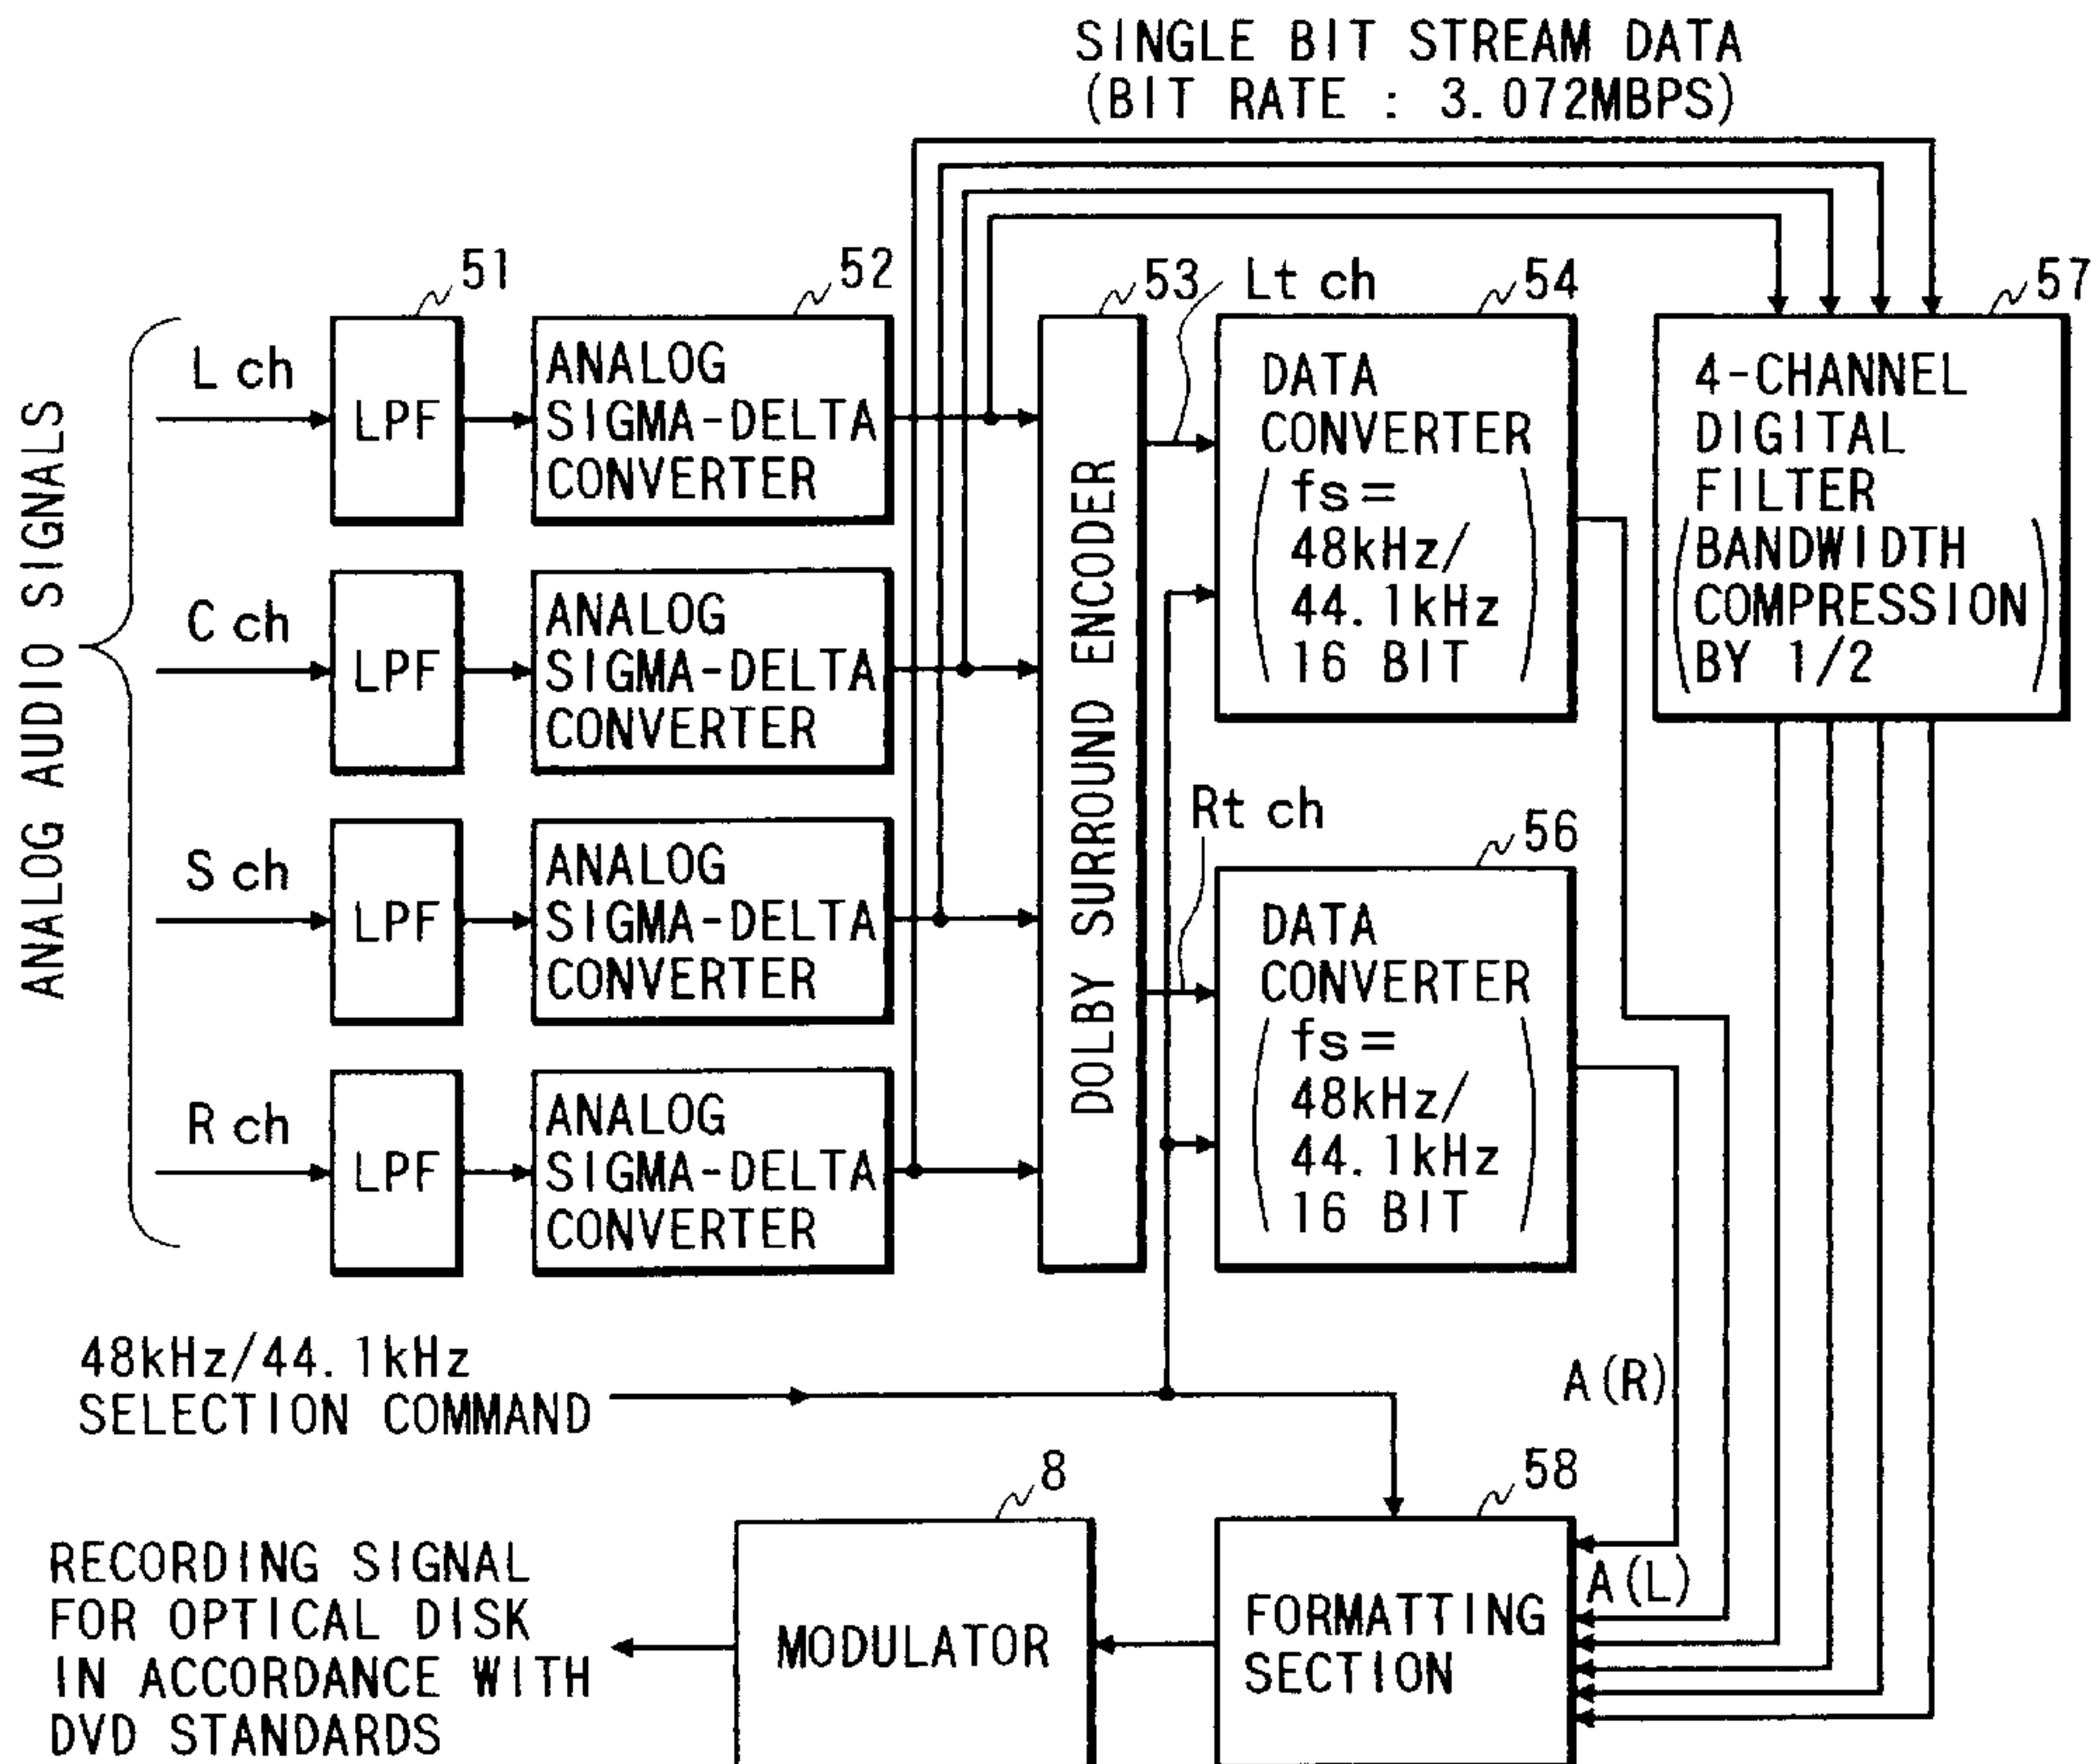 SINGLE BIT STREAM DATA
(BIT RATE : 3.072MBPS)
51
52
53
Lt ch
54
57
ANALOG AUDIO SIGNALS
L ch
LPF
ANALOG
SIGMA-DELTA
CONVERTER
C ch
LPF
ANALOG
SIGMA-DELTA
CONVERTER
S ch
LPF
ANALOG
SIGMA-DELTA
CONVERTER
R ch
LPF
ANALOG
SIGMA-DELTA
CONVERTER
DOLBY SURROUND ENCODER
DATA
CONVERTER
(fs=
48kHz/
44.1kHz
16 BIT)
4-CHANNEL
DIGITAL
FILTER
(BANDWIDTH
COMPRESSION
BY 1/2)
Rt ch
56
DATA
CONVERTER
(fs=
48kHz/
44.1kHz
16 BIT)
48kHz/44.1kHz
SELECTION COMMAND
A(R)
8
58
A(L)
RECORDING SIGNAL
FOR OPTICAL DISK
IN ACCORDANCE WITH
DVD STANDARDS
MODULATOR
FORMATTING
SECTION